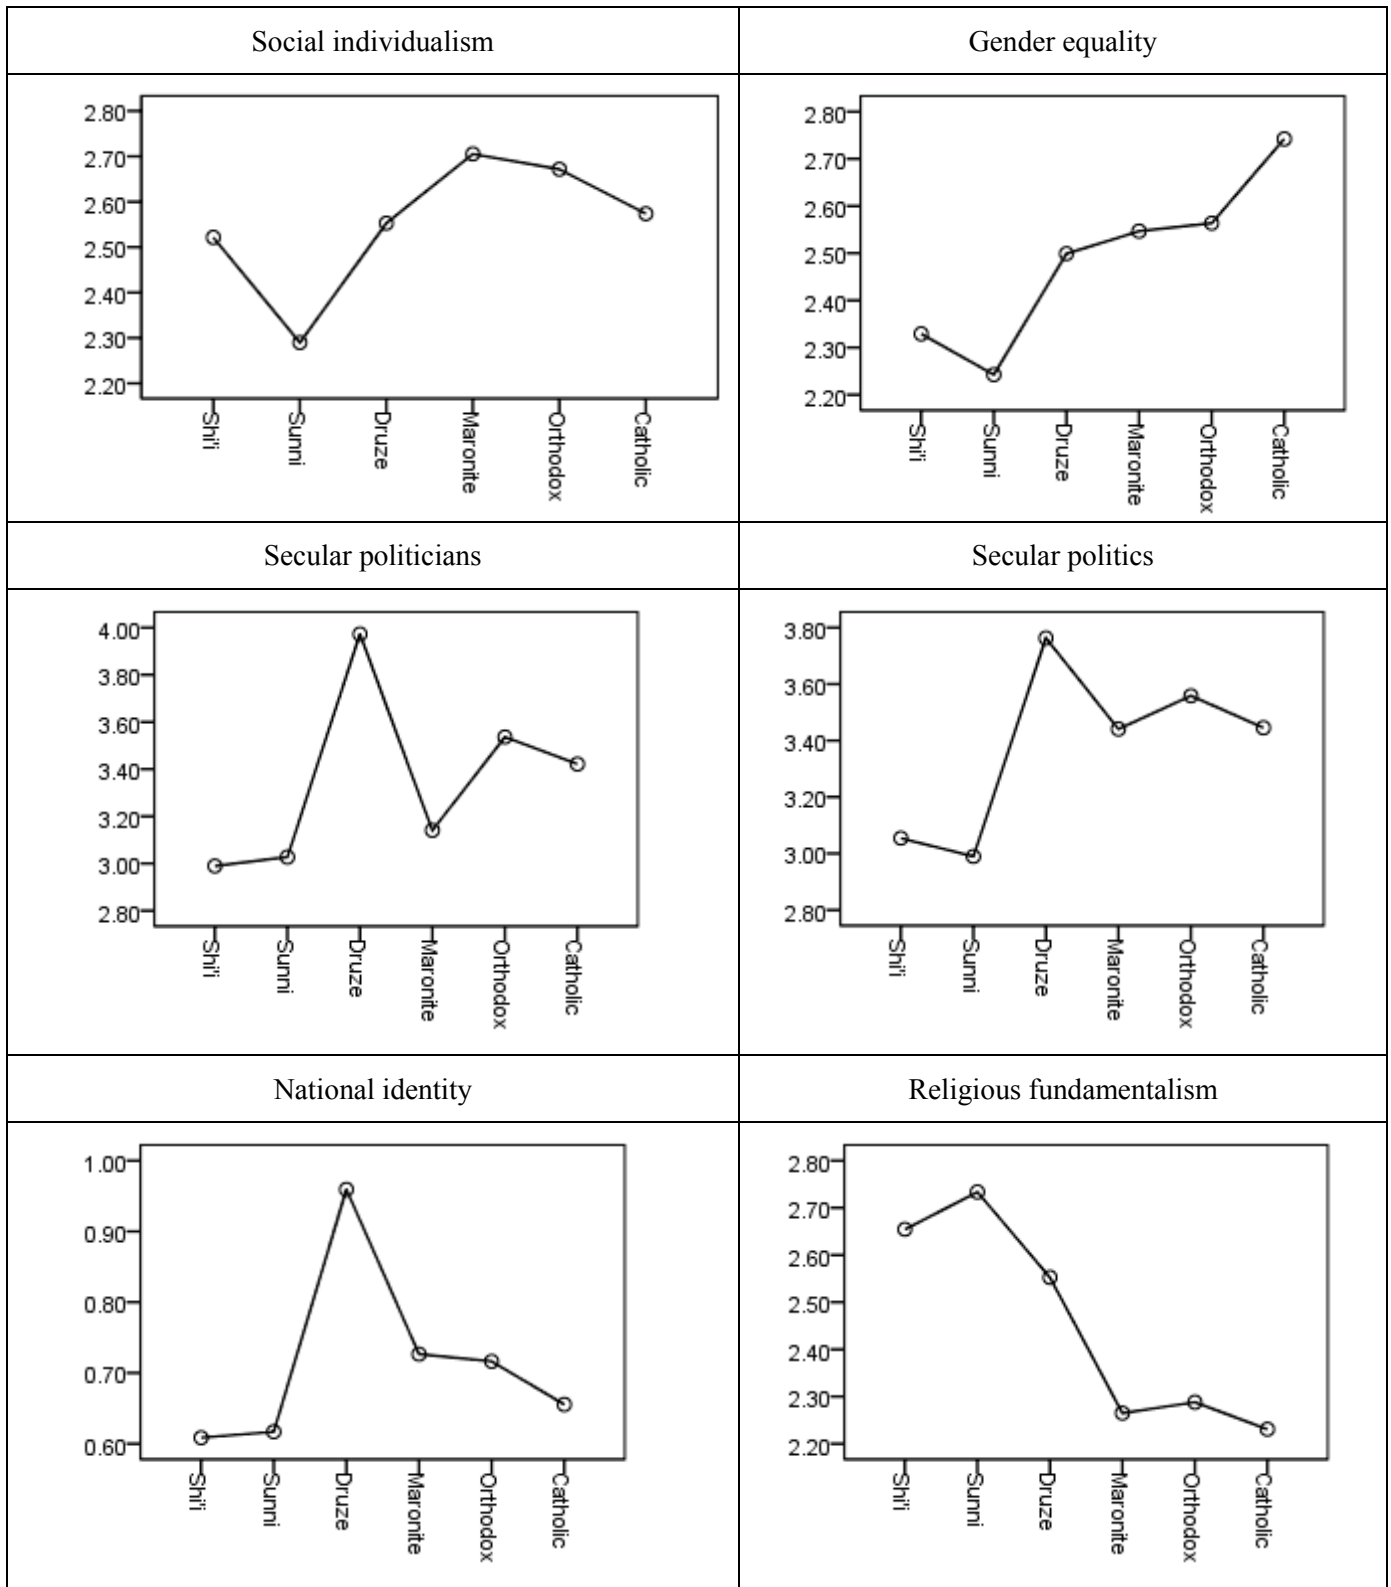 Social individualism
Gender equality
2.80
2.70
2.60
2.50
2.40
2.30
2.20
Shi'i
Sunni
Druze
Maronite
Orthodox
Catholic
2.80
2.70
2.60
2.50
2.40
2.30
2.20
Shi'i
Sunni
Druze
Maronite
Orthodox
Catholic
Secular politicians
Secular politics
4.00
3.80
3.60
3.40
3.20
3.00
2.80
Shi'i
Sunni
Druze
Maronite
Orthodox
Catholic
3.80
3.60
3.40
3.20
3.00
2.80
Shi'i
Sunni
Druze
Maronite
Orthodox
Catholic
National identity
Religious fundamentalism
1.00
0.90
0.80
0.70
0.60
Shi'i
Sunni
Druze
Maronite
Orthodox
Catholic
2.80
2.70
2.60
2.50
2.40
2.30
2.20
Shi'i
Sunni
Druze
Maronite
Orthodox
Catholic